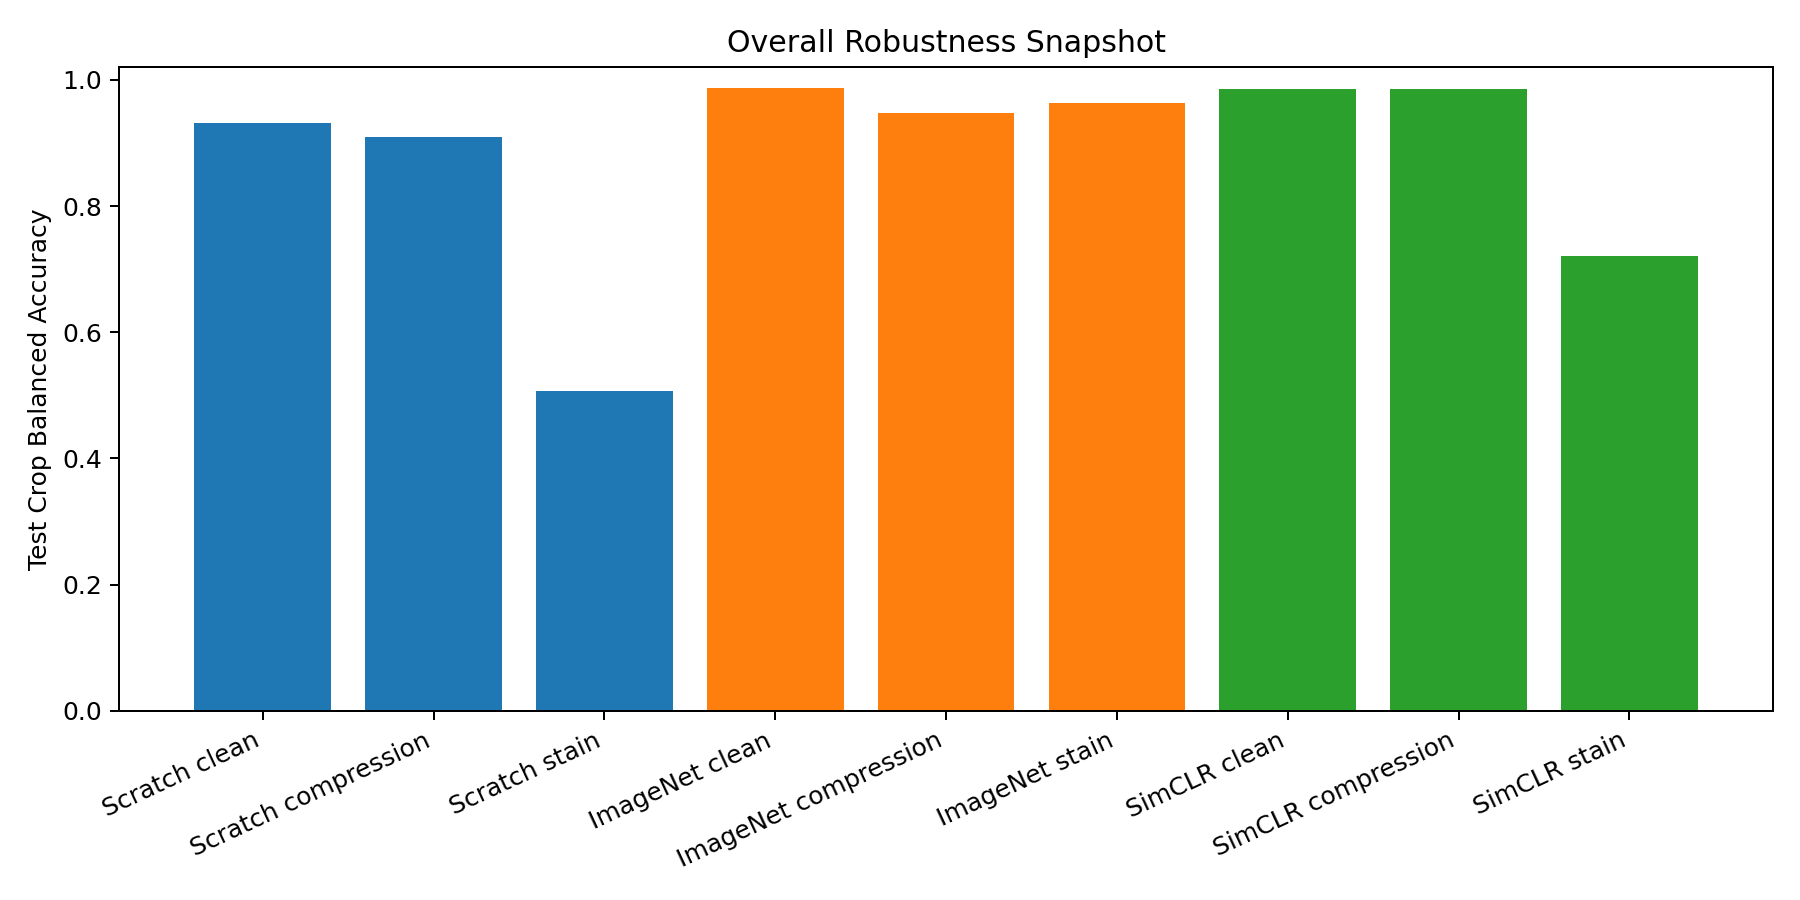 Overall Robustness Snapshot
Test Crop Balanced Accuracy
1.0
0.8
0.6
0.4
0.2
0.0
Scratch clean
Scratch compression
Scratch stain
ImageNet clean
ImageNet compression
ImageNet stain
SimCLR clean
SimCLR compression
SimCLR stain